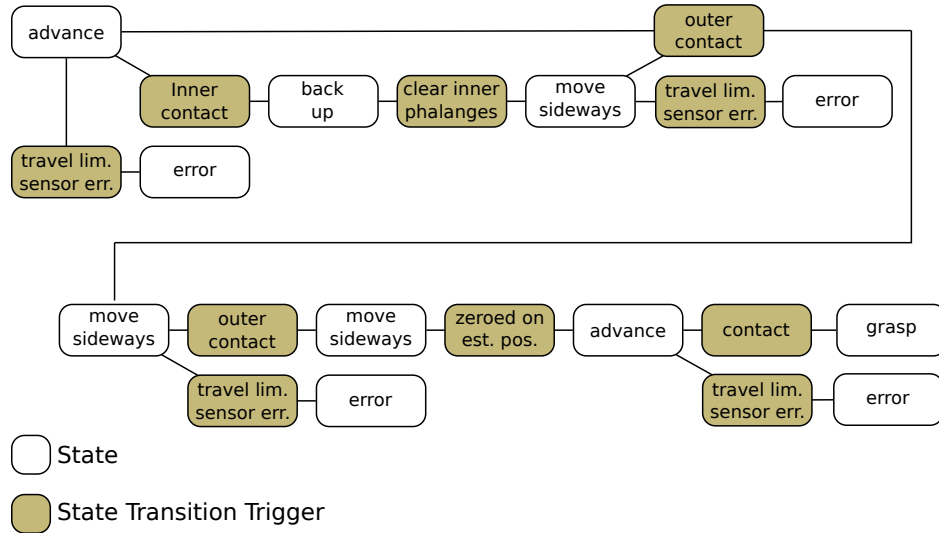 advance
outer
contact
Inner
contact
back
up
clear inner
phalanges
move
sideways
travel lim.
sensor err.
error
travel lim.
sensor err.
error
move
sideways
outer
contact
move
sideways
zeroed on
est. pos.
advance
contact
grasp
travel lim.
sensor err.
error
travel lim.
sensor err.
error
State
State Transition Trigger